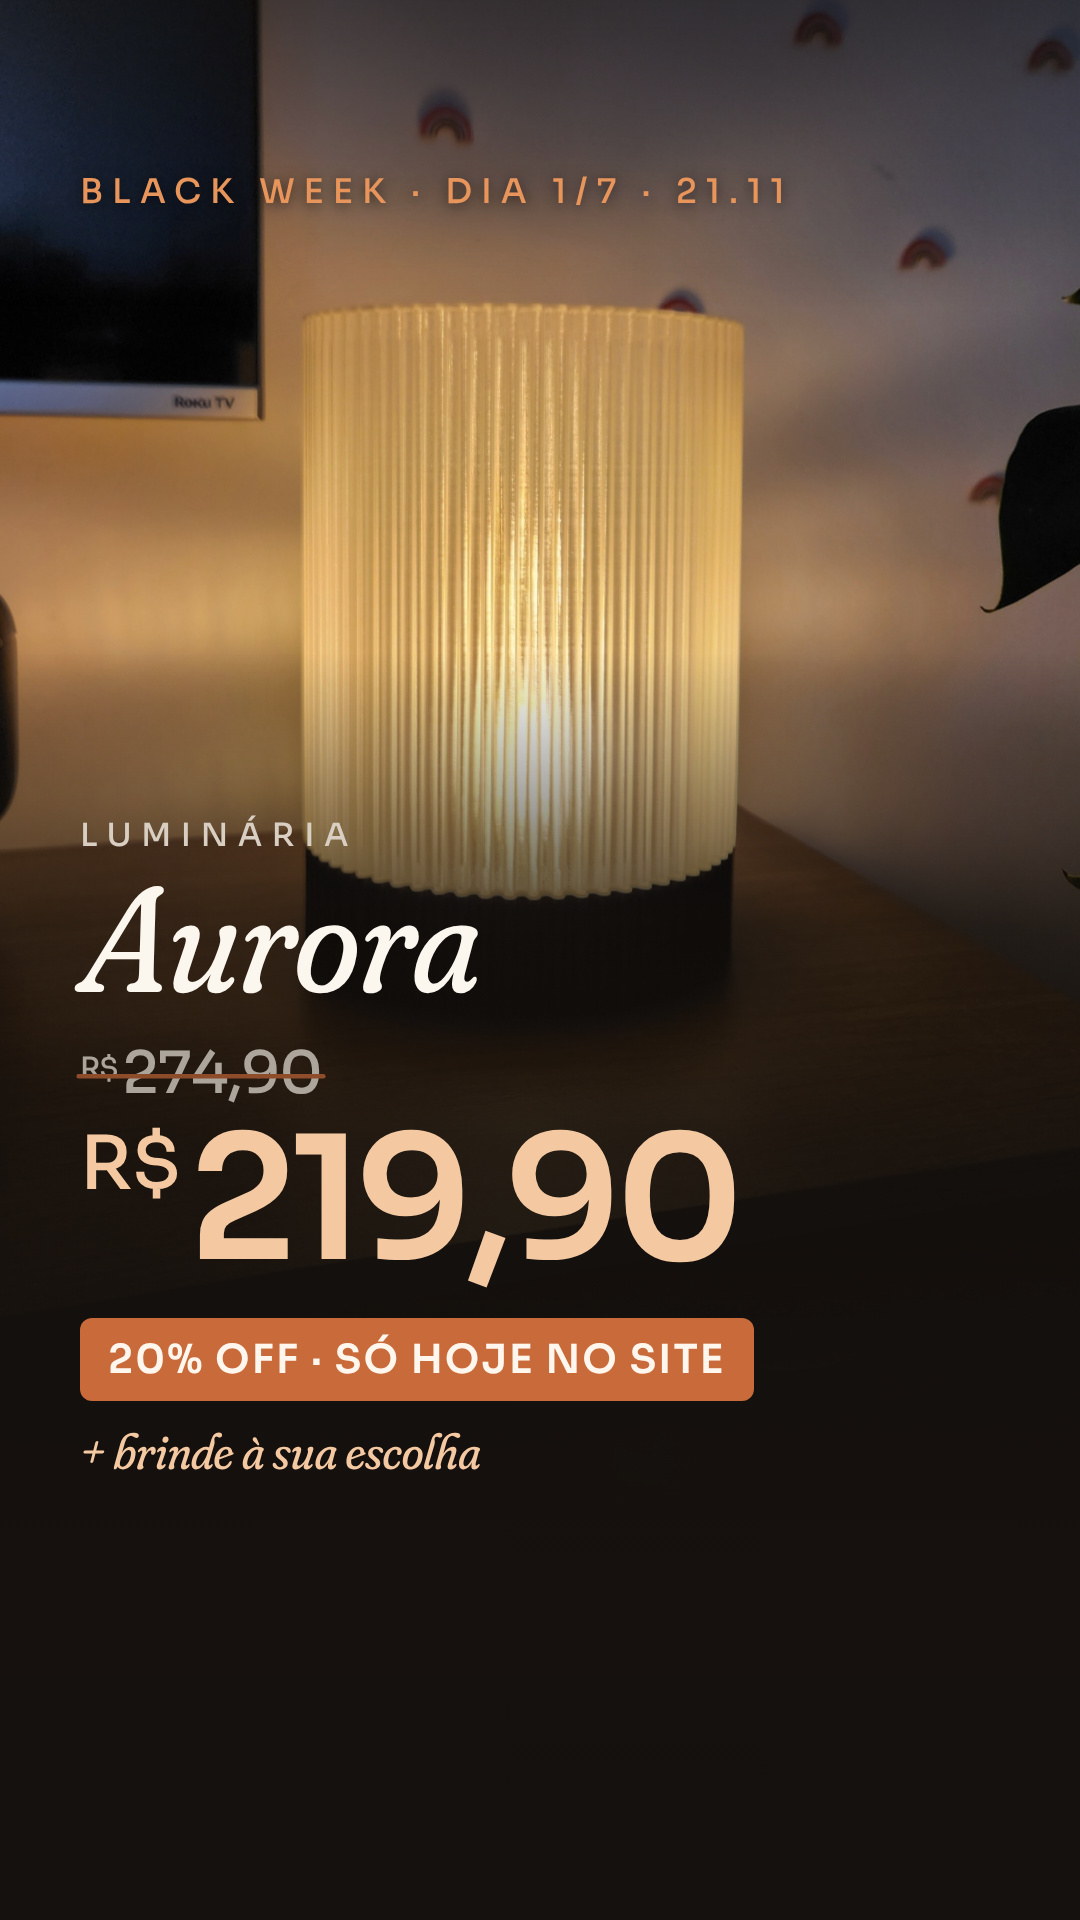 BLACK WEEK · DIA 1/7 · 21.11
Roku TV
LUMINÁRIA
Aurora
R$ 274,90
R$ 219,90
20% OFF · SÓ HOJE NO SITE
+ brinde à sua escolha